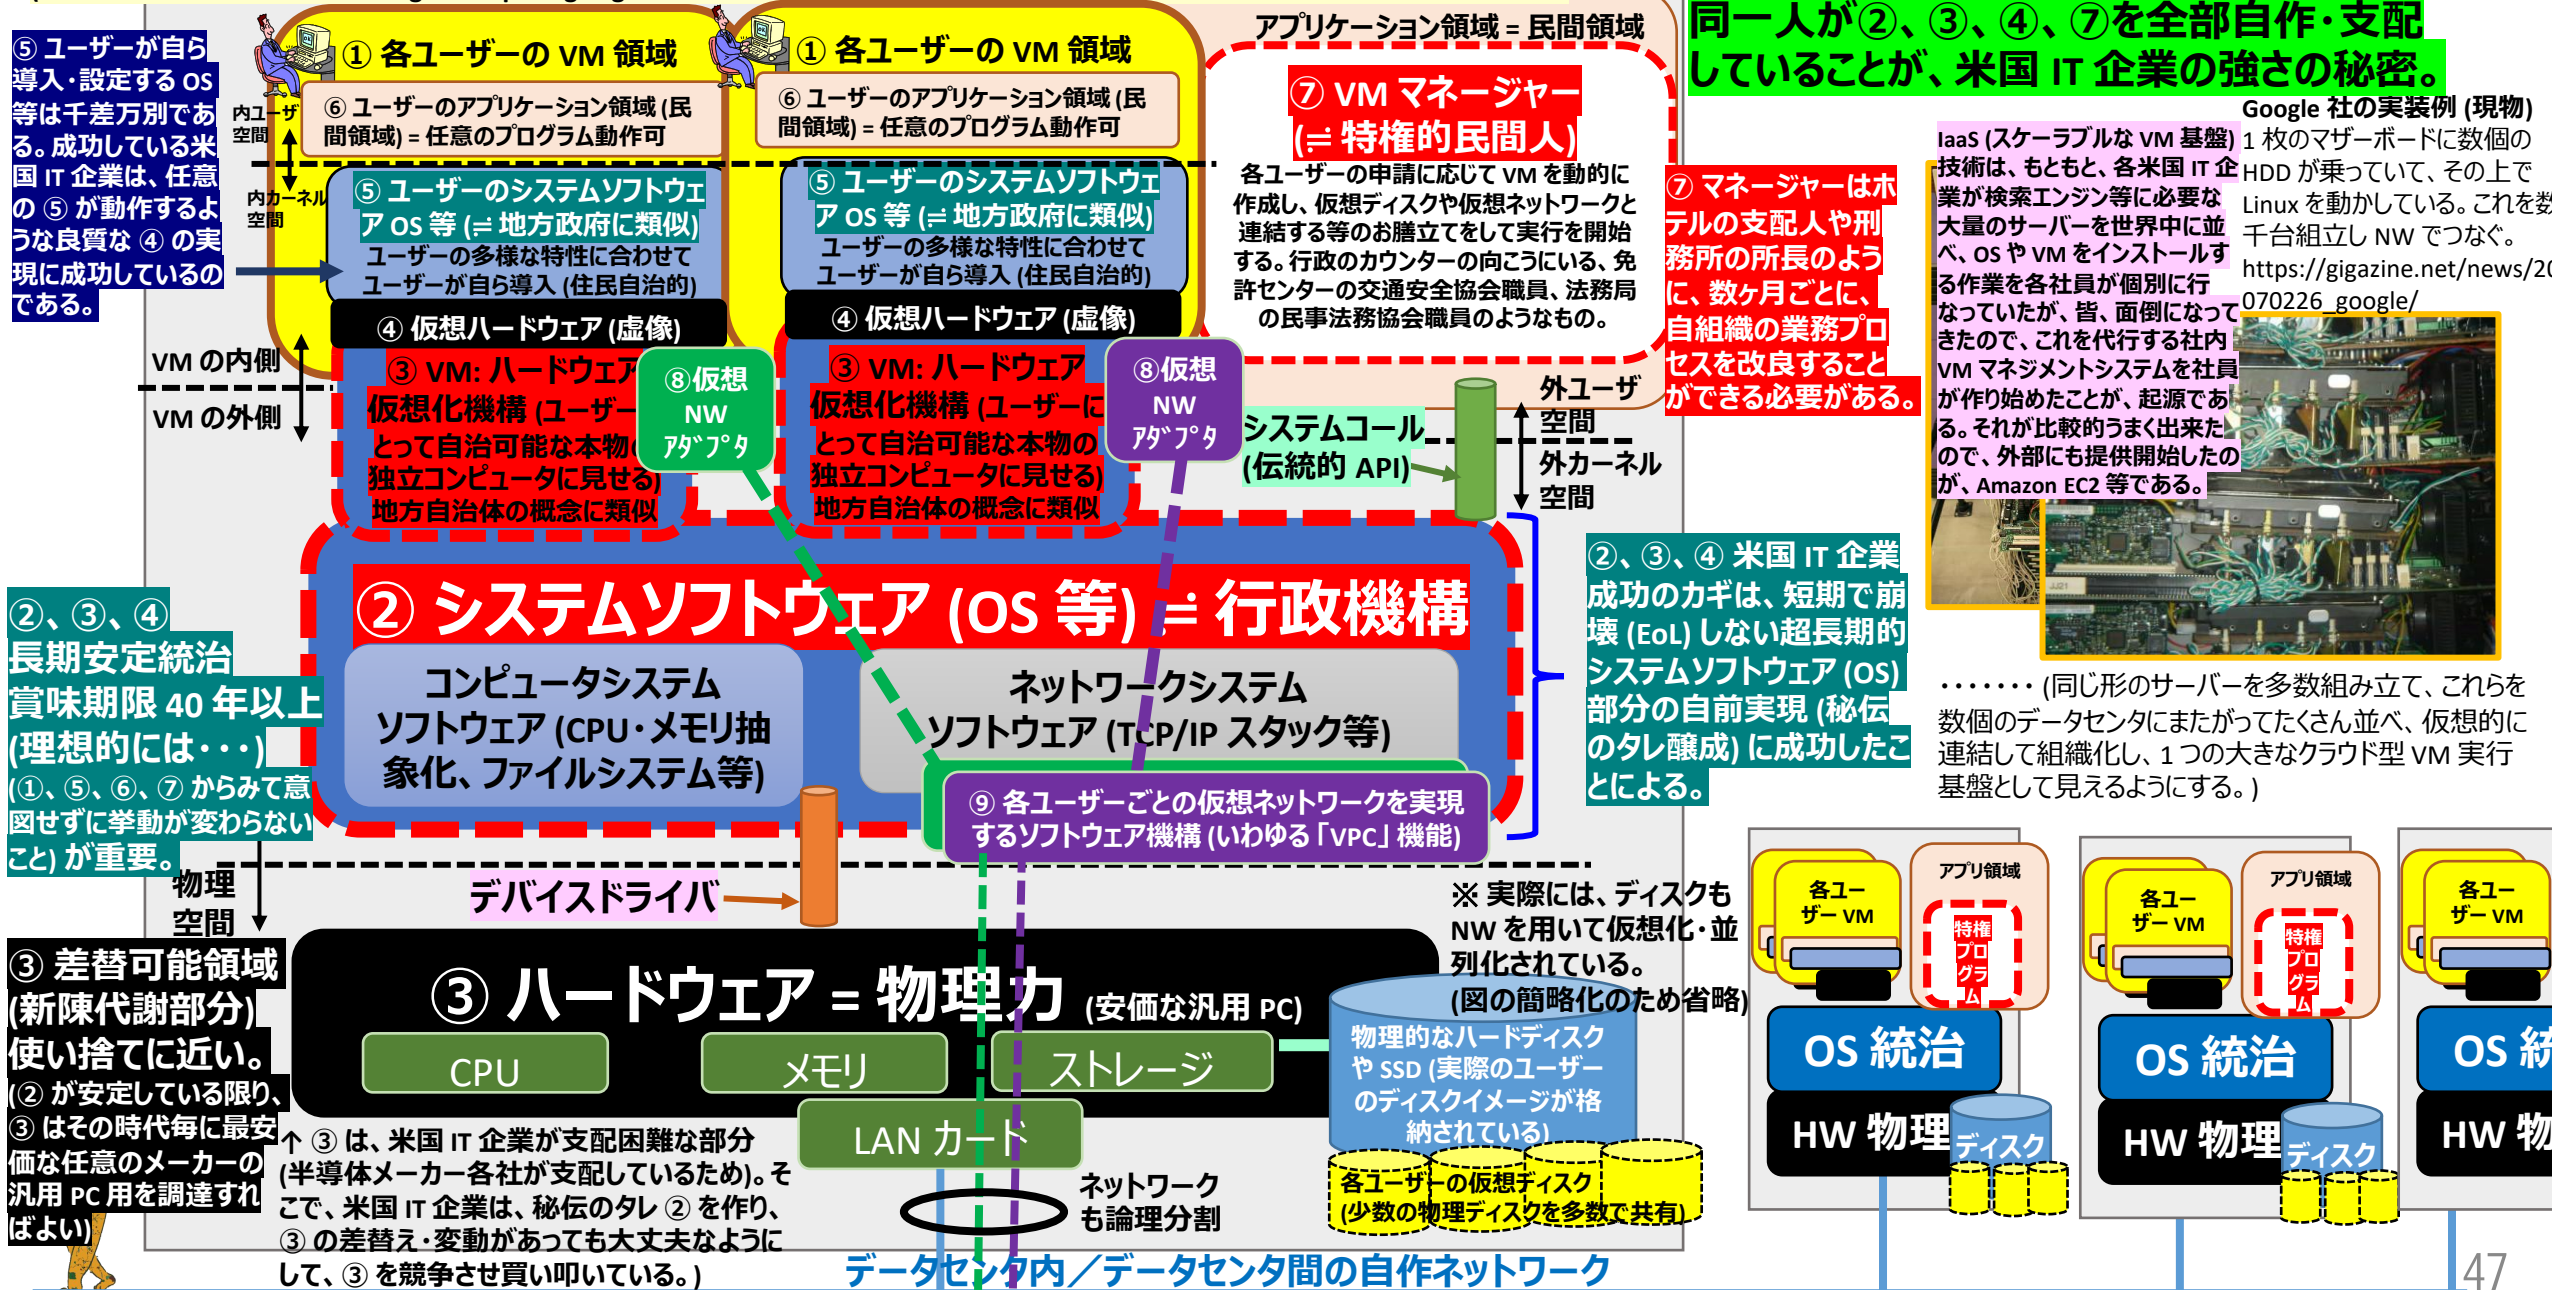 ⑤ ユーザーが自ら
導入・設定する OS
等は千差万別であ
る。成功している米
国 IT 企業は、任意
の ⑤ が動作するよ
うな良質な ④ の実
現に成功しているの
である。
① 各ユーザーの VM 領域
⑥ ユーザーのアプリケーション領域 (民
間領域) = 任意のプログラム動作可
内ユーザ
空間
内カーネル
空間
⑤ ユーザーのシステムソフトウェ
ア OS 等 (≒ 地方政府に類似)
ユーザーの多様な特性に合わせて
ユーザーが自ら導入 (住民自治的)
④ 仮想ハードウェア (虚像)
VM の内側
VM の外側
③ VM: ハードウェア
仮想化機構 (ユーザー
とって自治可能な本物
独立コンピュータに見せる)
地方自治体の概念に類似
⑧仮想
NW
ｱﾀﾞﾌﾟﾀ
① 各ユーザーの VM 領域
⑥ ユーザーのアプリケーション領域 (民
間領域) = 任意のプログラム動作可
⑤ ユーザーのシステムソフトウェ
ア OS 等 (≒ 地方政府に類似)
ユーザーの多様な特性に合わせて
ユーザーが自ら導入 (住民自治的)
④ 仮想ハードウェア (虚像)
③ VM: ハードウェア
仮想化機構 (ユーザーに
とって自治可能な本物の
独立コンピュータに見せる)
地方自治体の概念に類似
⑧仮想
NW
ｱﾀﾞﾌﾟﾀ
アプリケーション領域 = 民間領域
⑦ VM マネージャー
(≒ 特権的民間人)
各ユーザーの申請に応じて VM を動的に
作成し、仮想ディスクや仮想ネットワークと
連結する等のお膳立てをして実行を開始
する。行政のカウンターの向こうにいる、免
許センターの交通安全協会職員、法務局
の民事法務協会職員のようなもの。
システムコール
(伝統的 API)
外ユーザ
空間
外カーネル
空間
同一人が②、③、④、⑦を全部自作・支配
していることが、米国 IT 企業の強さの秘密。
⑦ マネージャーはホ
テルの支配人や刑
務所の所長のよう
に、数ヶ月ごとに、
自組織の業務プロ
セスを改良すること
ができる必要がある。
IaaS (スケーラブルな VM 基盤)
技術は、もともと、各米国 IT 企
業が検索エンジン等に必要な
大量のサーバーを世界中に並
べ、OS や VM をインストールす
る作業を各社員が個別に行
なっていたが、皆、面倒になって
きたので、これを代行する社内
VM マネジメントシステムを社員
が作り始めたことが、起源であ
る。それが比較的うまく出来た
ので、外部にも提供開始したの
が、Amazon EC2 等である。
Google 社の実装例 (現物)
1 枚のマザーボードに数個の
HDD が乗っていて、その上で
Linux を動かしている。これを数
千台組立し NW でつなぐ。
https://gigazine.net/news/20
070226_google/
②、③、④ 米国 IT 企業
成功のカギは、短期で崩
壊 (EoL) しない超長期的
システムソフトウェア (OS)
部分の自前実現 (秘伝
のタレ醸成) に成功したこ
とによる。
・・・・・・・ (同じ形のサーバーを多数組み立て、これらを
数個のデータセンタにまたがってたくさん並べ、仮想的に
連結して組織化し、1 つの大きなクラウド型 VM 実行
基盤として見えるようにする。)
②、③、④
長期安定統治
賞味期限 40 年以上
(理想的には・・・)
(①、⑤、⑥、⑦ からみて意
図せずに挙動が変わらない
こと) が重要。
② システムソフトウェア (OS 等) ≒ 行政機構
コンピュータシステム
ソフトウェア (CPU・メモリ抽
象化、ファイルシステム等)
ネットワークシステム
ソフトウェア (TCP/IP スタック等)
⑨ 各ユーザーごとの仮想ネットワークを実現
するソフトウェア機構 (いわゆる「VPC」機能)
物理
空間
デバイスドライバ
※ 実際には、ディスクも
NW を用いて仮想化・並
列化されている。
(図の簡略化のため省略)
③ 差替可能領域
(新陳代謝部分)
使い捨てに近い。
(② が安定している限り、
③ はその時代毎に最安
価な任意のメーカーの
汎用 PC 用を調達すれ
ばよい)
③ ハードウェア = 物理力 (安価な汎用 PC)
CPU
メモリ
ストレージ
LAN カード
物理的なハードディスク
や SSD (実際のユーザー
のディスクイメージが格
納されている)
各ユーザーの仮想ディスク
(少数の物理ディスクを多数で共有)
↑ ③ は、米国 IT 企業が支配困難な部分
(半導体メーカー各社が支配しているため)。そ
こで、米国 IT 企業は、秘伝のタレ ② を作り、
③ の差替え・変動があっても大丈夫なように
して、③ を競争させ買い叩いている。)
ネットワーク
も論理分割
データセンタ内／データセンタ間の自作ネットワーク
各ユー
ザー VM
アプリ領域
特権
プロ
グラ
ム
OS 統治
HW 物理
ディスク
各ユー
ザー VM
アプリ領域
特権
プロ
グラ
ム
OS 統治
HW 物理
ディスク
各ユー
ザー VM
OS 統
HW 物
47